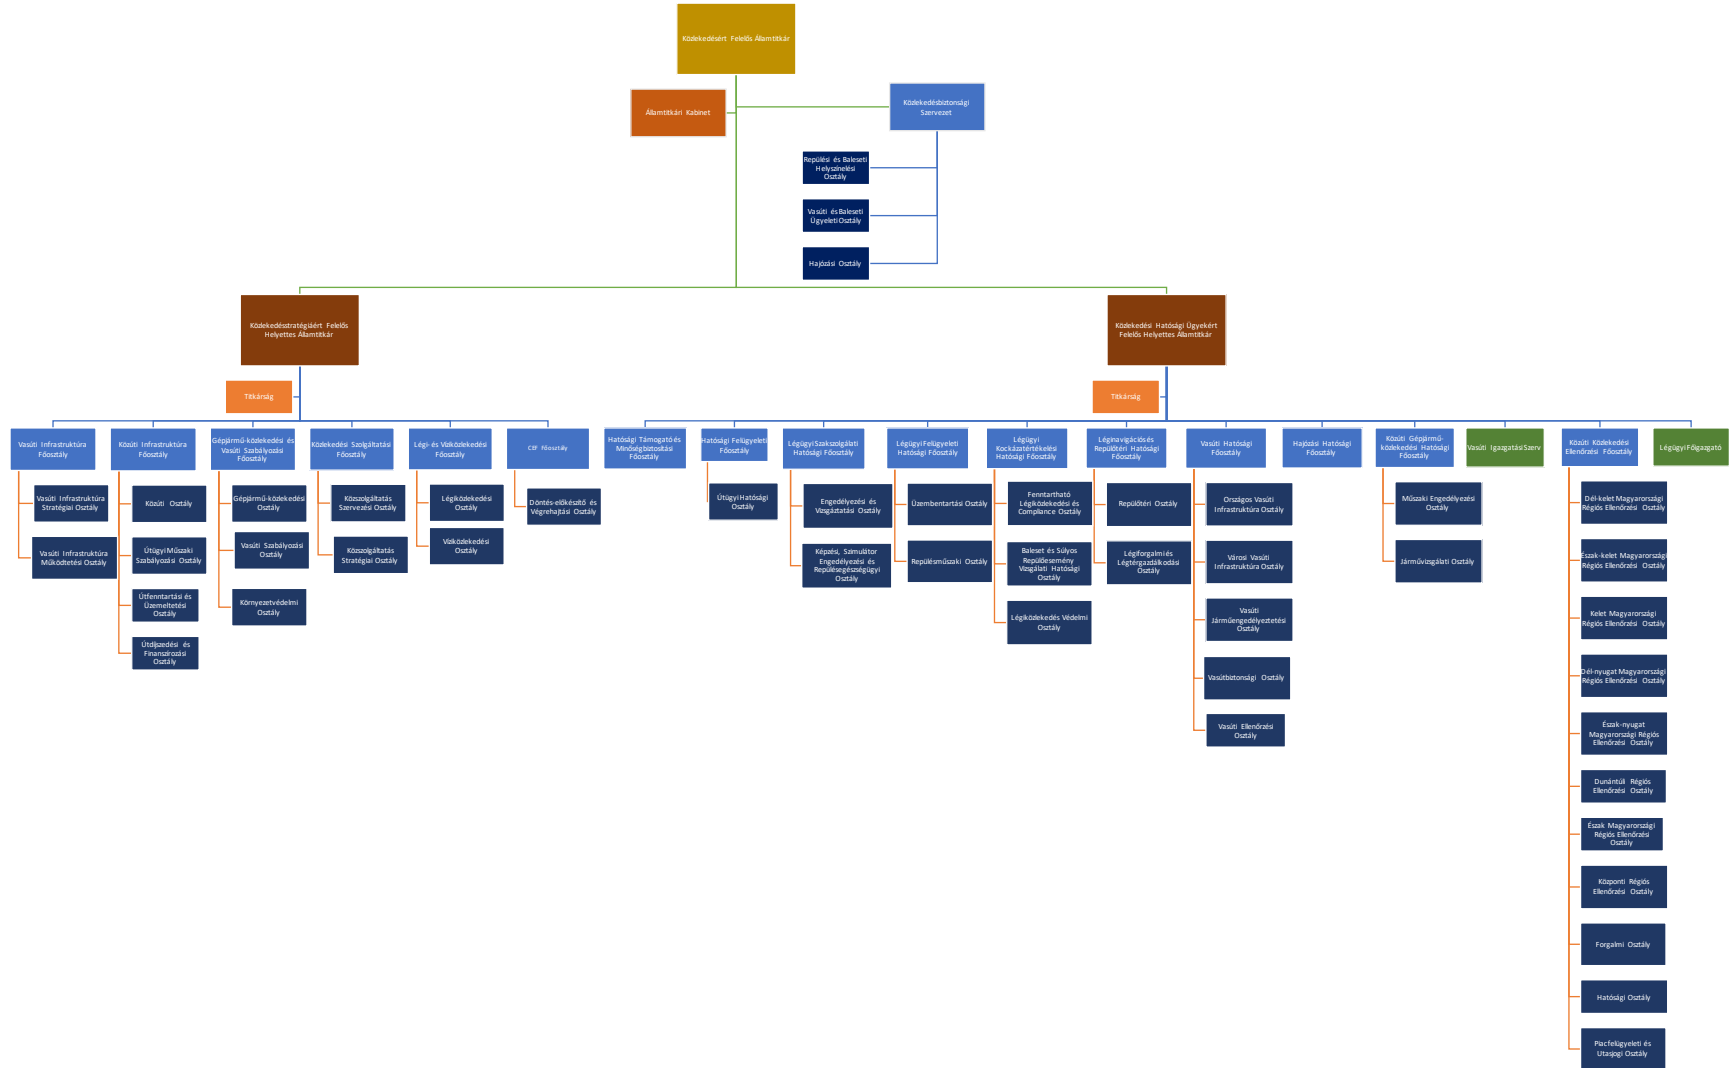 Közlekedésért Felelős Államtitkár
Államtitkári Kabinet
Közlekedésbiztonsági
Szervezet
Repülési és Baleseti
Helyszínelési
Osztály
Vasúti és Baleseti
Ügyeleti Osztály
Hajózási Osztály
Közlekedésstratégiáért Felelős
Helyettes Államtitkár
Közlekedési Hatósági Ügyekért
Felelős Helyettes Államtitkár
Titkárság
Titkárság
Vasúti Infrastruktúra
Főosztály
Vasúti Infrastruktúra
Stratégiai Osztály
Vasúti Infrastruktúra
Működtetési Osztály
Közúti Infrastruktúra
Főosztály
Közúti Osztály
Útügyi Műszaki
Szabályozási Osztály
Útfenntartási és
Üzemeltetési
Osztály
Útdíjszedési és
Finanszírozási
Osztály
Gépjármű-közlekedési és
Vasúti Szabályozási
Főosztály
Gépjármű-közlekedési
Osztály
Vasúti Szabályozási
Osztály
Környezetvédelmi
Osztály
Közlekedési Szolgáltatási
Főosztály
Közszolgáltatás
Szervezési Osztály
Közszolgáltatás
Stratégiai Osztály
Légi- és Víziközlekedési
Főosztály
Légiközlekedési
Osztály
Víziközlekedési
Osztály
CEF Főosztály
Döntés-előkészítő és
Végrehajtási Osztály
Hatósági Támogató és
Minőségbiztosítási
Főosztály
Hatósági Felügyeleti
Főosztály
Útügyi Hatósági
Osztály
Légügyi Szakszolgálati
Hatósági Főosztály
Engedélyezési és
Vizsgáztatási Osztály
Képzési, Szimulátor
Engedélyezési és
Repülésegészségügyi
Osztály
Légügyi Felügyeleti
Hatósági Főosztály
Üzembentartási Osztály
Repülésműszaki Osztály
Légügyi
Kockázatértékelési
Hatósági Főosztály
Fenntartható
Légiközlekedési és
Compliance Osztály
Baleset és Súlyos
Repülőesemény
Vizsgálati Hatósági
Osztály
Légiközlekedés Védelmi
Osztály
Léginavigációs és
Repülőtéri Hatósági
Főosztály
Repülőtéri Osztály
Légiforgalmi és
Légtérgazdálkodási
Osztály
Vasúti Hatósági
Főosztály
Országos Vasúti
Infrastruktúra Osztály
Városi Vasúti
Infrastruktúra Osztály
Vasúti
Járműengedélyeztetési
Osztály
Vasútbiztonsági Osztály
Vasúti Ellenőrzési
Osztály
Hajózási Hatósági
Főosztály
Közúti Gépjármű-
közlekedési Hatósági
Főosztály
Műszaki Engedélyezési
Osztály
Járművizsgálati Osztály
Vasúti Igazgatási Szerv
Közúti Közlekedési
Ellenőrzési Főosztály
Dél-kelet Magyarországi
Régiós Ellenőrzési Osztály
Észak-kelet Magyarországi
Régiós Ellenőrzési Osztály
Kelet Magyarországi
Régiós Ellenőrzési Osztály
Dél-nyugat Magyarországi
Régiós Ellenőrzési Osztály
Észak-nyugat
Magyarországi Régiós
Ellenőrzési Osztály
Dunántúli Régiós
Ellenőrzési Osztály
Észak Magyarországi
Régiós Ellenőrzési
Osztály
Központi Régiós
Ellenőrzési Osztály
Forgalmi Osztály
Hatósági Osztály
Piacfelügyeleti és
Utasjogi Osztály
Légügyi Főigazgató